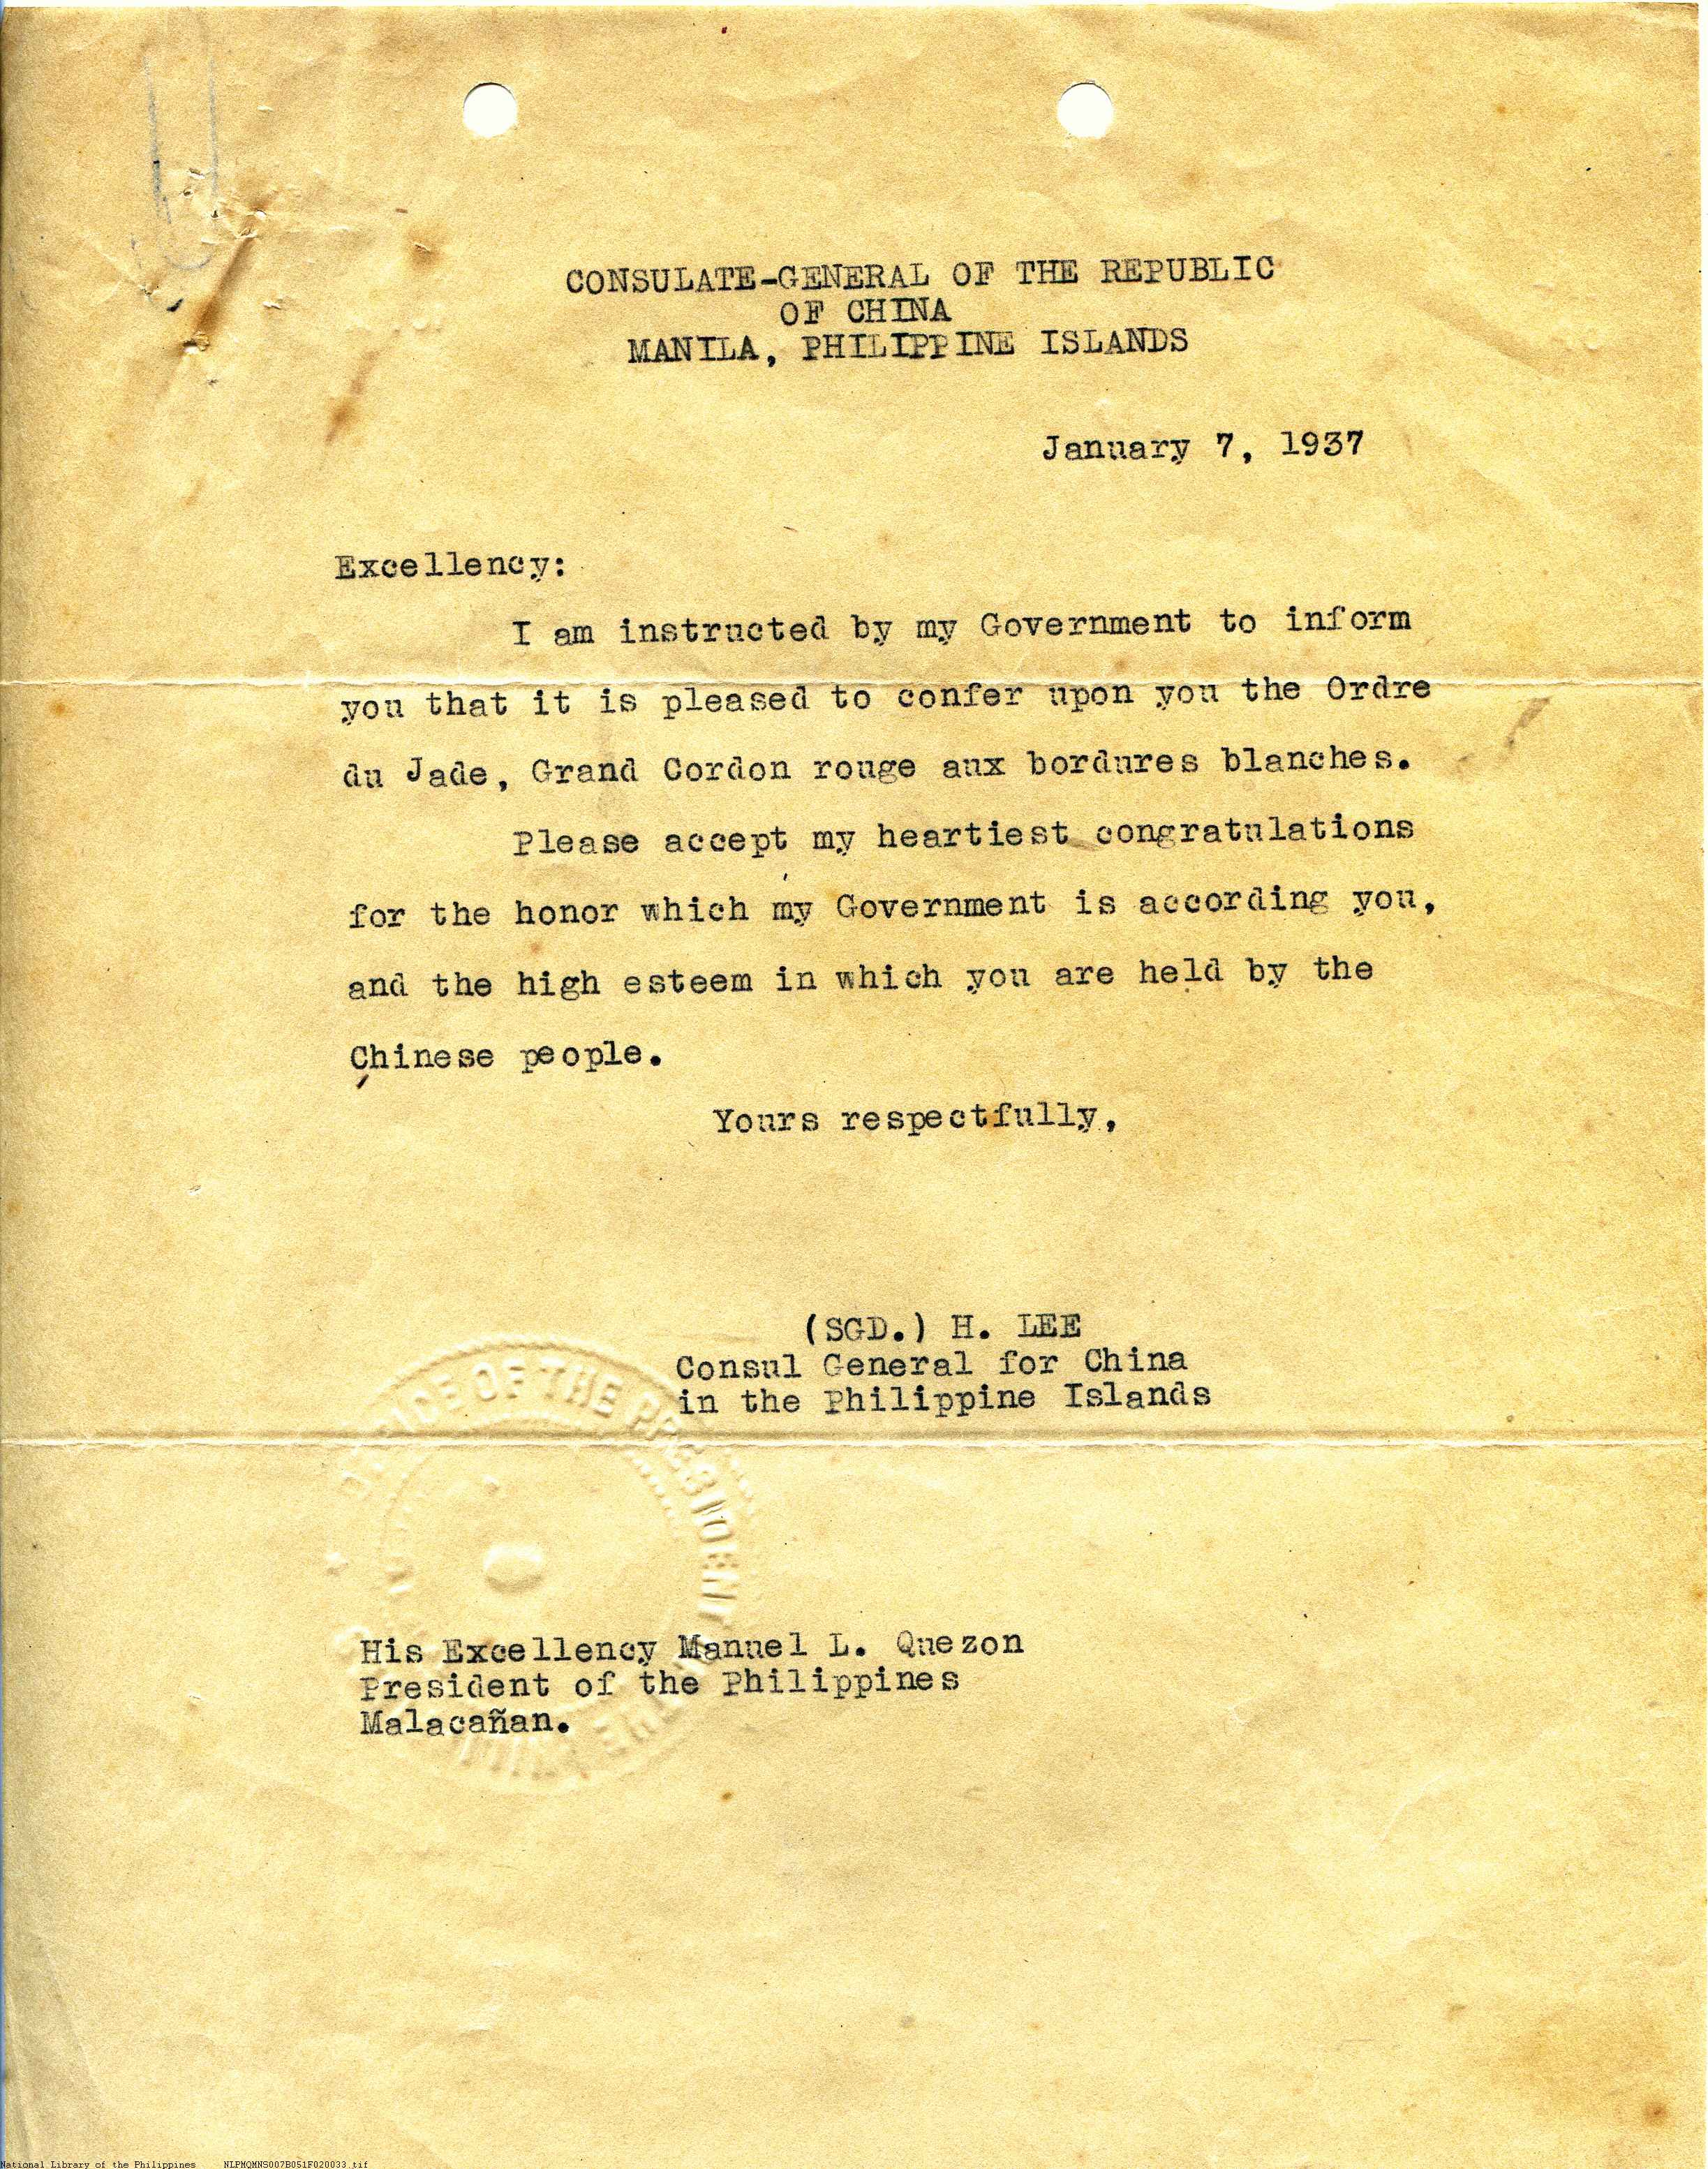 CONSULATE-GENERAL OF THE REPUBLIC
OF CHINA
MANILA, PHILIPPINE ISLANDS
January 7, 1937
Excellency:
I am instructed by my Government to inform
you that it is pleased to confer upon you the Ordre
du Jade, Grand Cordon rouge aux bordures blanches.
Please accept my heartiest congratulations
for the honor which my Government is according you,
and the high esteem in which you are held by the
Chinese people.
Yours respectfully,
(SGD.) H. LEE
Consul General for China
in the Philippine Islands
OFFICE OF THE PRESIDENT
His Excellency Manuel L. Quezon
President of the Philippines
Malacañan.
National Library of the Philippines NLPMQMNS007B051F020033.tif